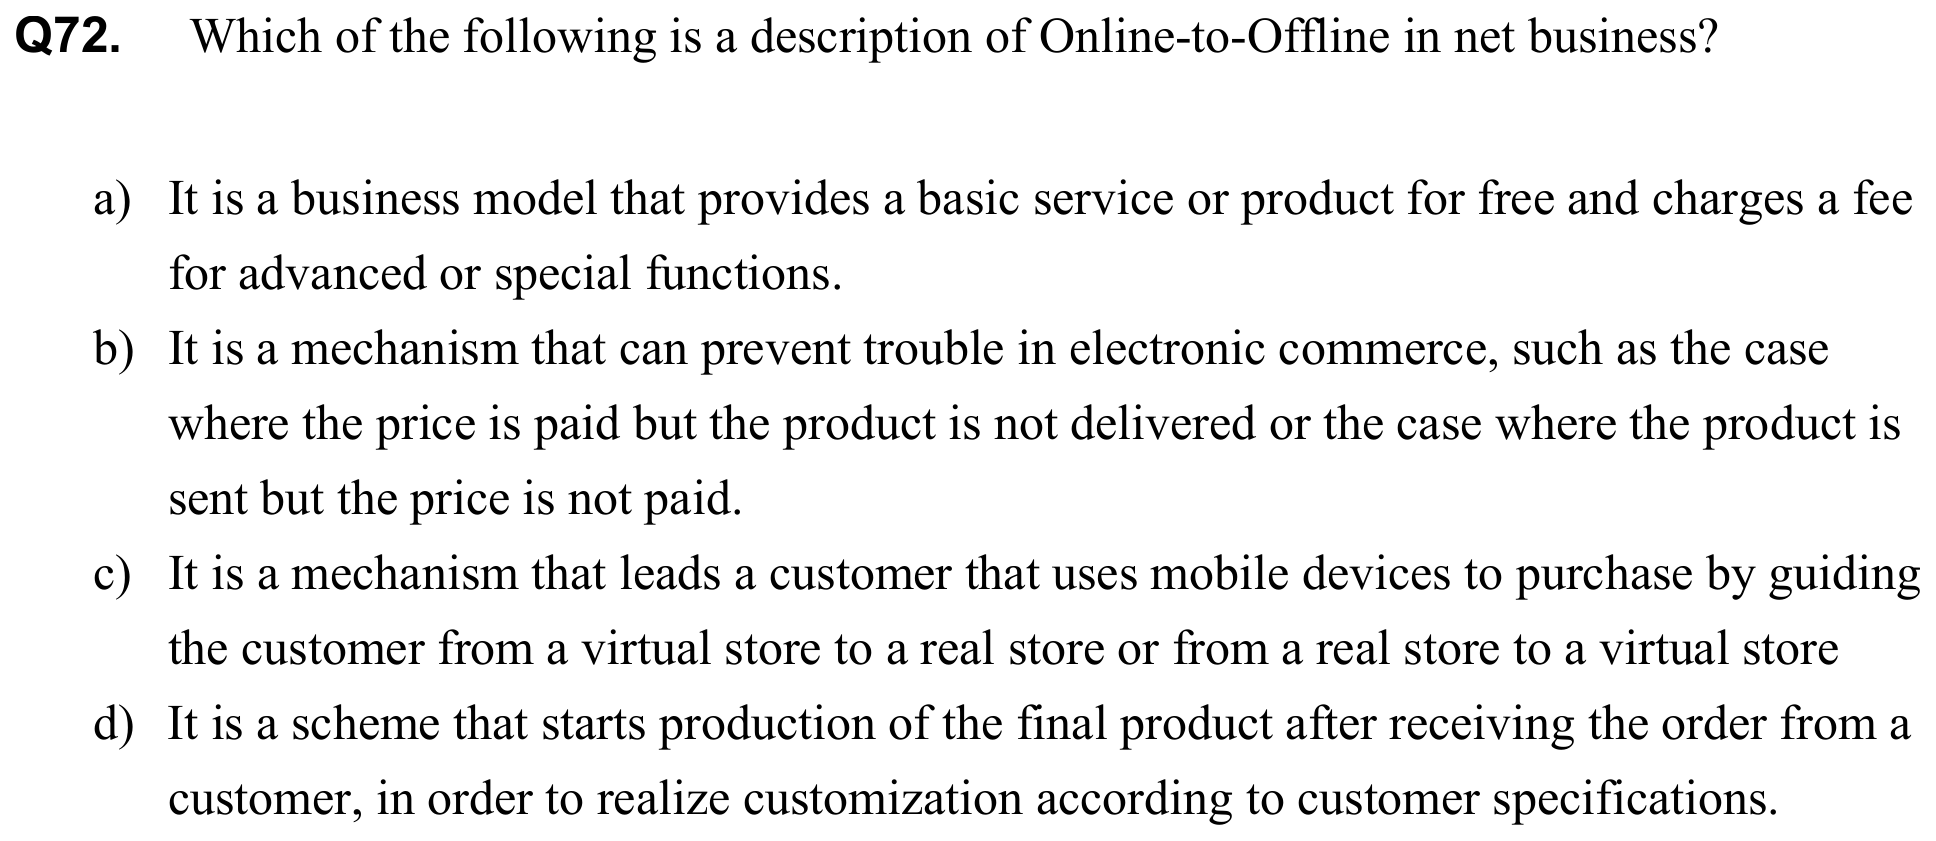 Q72. Which of the following is a description of Online-to-Offline in net business?
a) It is a business model that provides a basic service or product for free and charges a fee
for advanced or special functions.
b) It is a mechanism that can prevent trouble in electronic commerce, such as the case
where the price is paid but the product is not delivered or the case where the product is
sent but the price is not paid.
c) It is a mechanism that leads a customer that uses mobile devices to purchase by guiding
the customer from a virtual store to a real store or from a real store to a virtual store
d) It is a scheme that starts production of the final product after receiving the order from a
customer, in order to realize customization according to customer specifications.